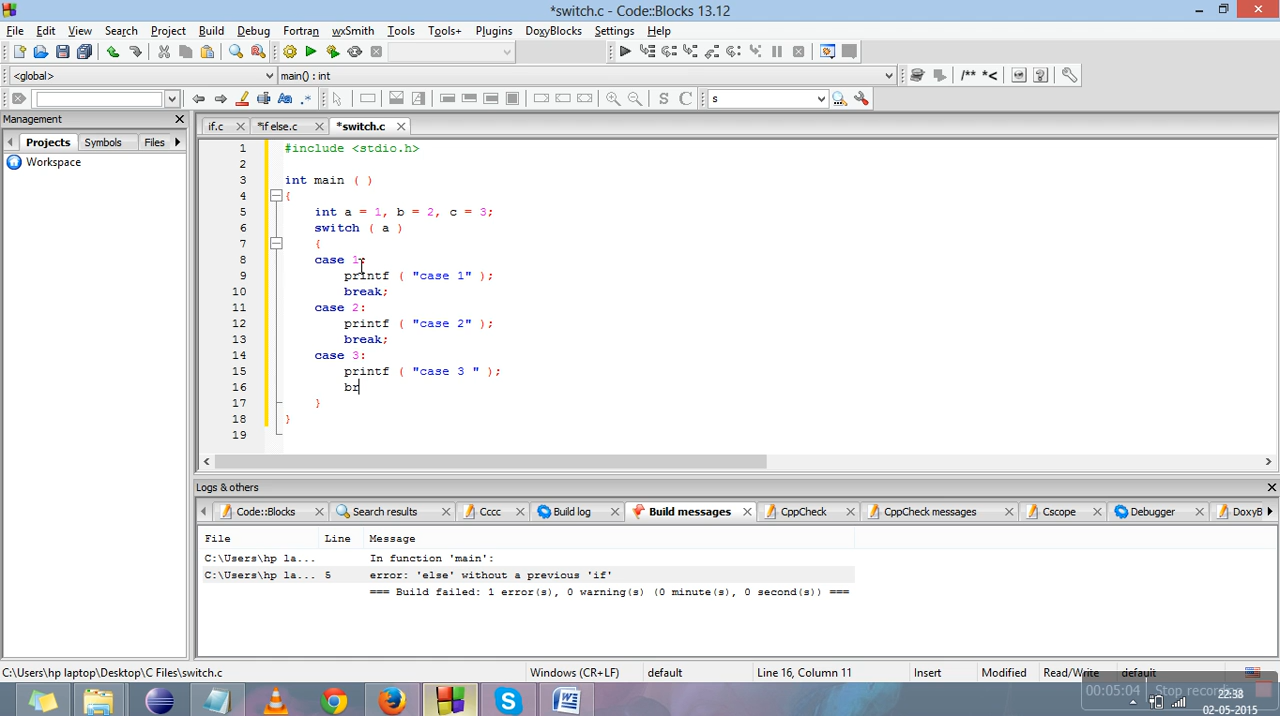 *switch.c - Code::Blocks 13.12
File Edit View Search Project Build Debug Fortran wxSmith Tools Tools+ Plugins DoxyBlocks Settings Help
<global> main() : int /** *<
Aa .* S C s
Management
Projects Symbols Files
Workspace
if.c *if else.c *switch.c
1 #include <stdio.h>
2
3 int main ( )
4 {
5 int a = 1, b = 2, c = 3;
6 switch ( a )
7 {
8 case 1:
9 printf ( "case 1" );
10 break;
11 case 2:
12 printf ( "case 2" );
13 break;
14 case 3:
15 printf ( "case 3 " );
16 br
17 }
18 }
19
Logs & others
Code::Blocks Search results Cccc Build log Build messages CppCheck CppCheck messages Cscope Debugger DoxyB
File Line Message
C:\Users\hp la... In function 'main':
C:\Users\hp la... 5 error: 'else' without a previous 'if'
=== Build failed: 1 error(s), 0 warning(s) (0 minute(s), 0 second(s)) ===
C:\Users\hp laptop\Desktop\C Files\switch.c Windows (CR+LF) default Line 16, Column 11 Insert Modified Read/Write default
00:05:04 Stop recording 22:38
02-05-2015